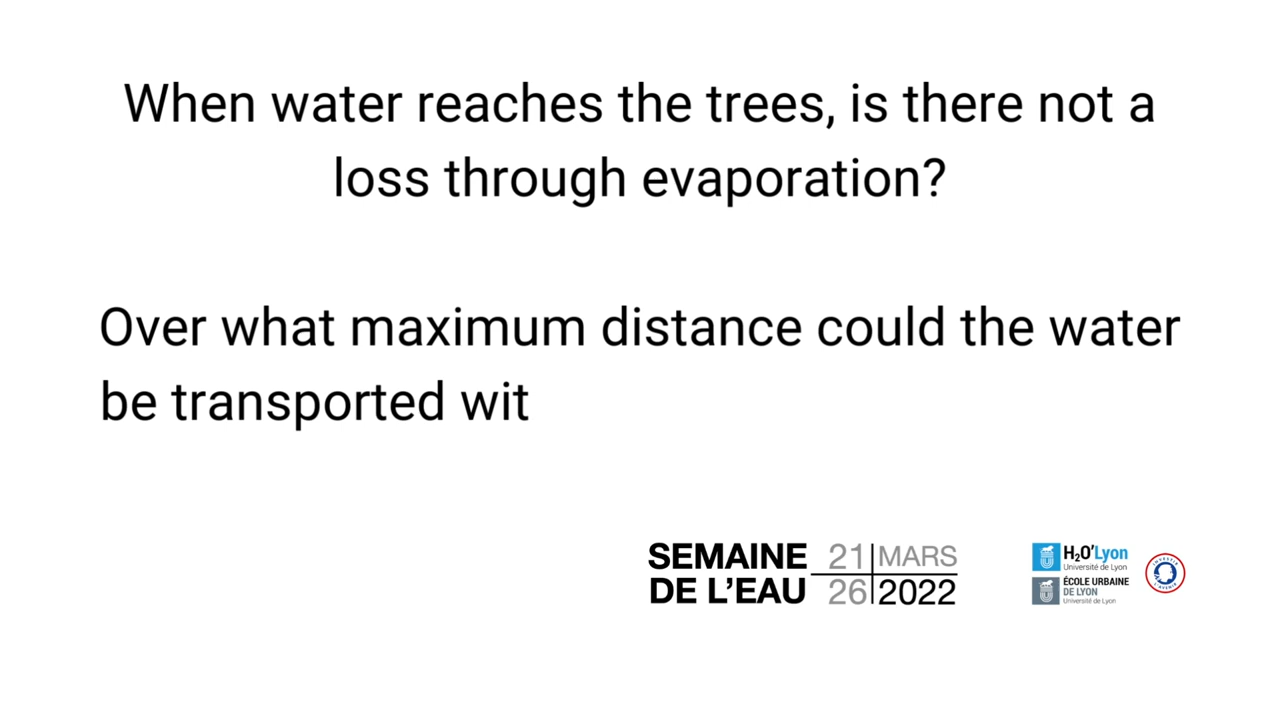 When water reaches the trees, is there not a
loss through evaporation?
Over what maximum distance could the water
be transported wit
SEMAINE
DE L'EAU
21 MARS
26 2022
H₂O'Lyon
Université de Lyon
ÉCOLE URBAINE
DE LYON
Université de Lyon